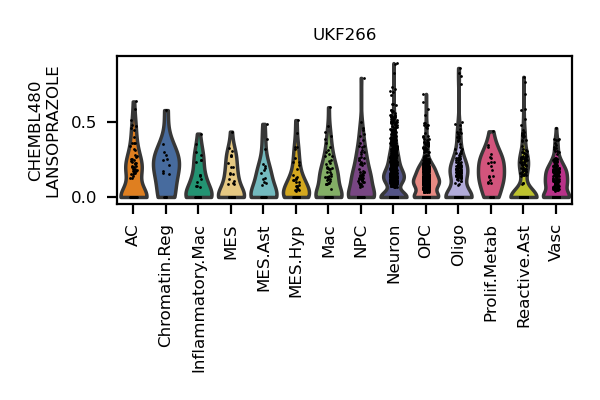 UKF266
CHEMBL480
LANSOPRAZOLE
0.5
0.0
AC
Chromatin.Reg
Inflammatory.Mac
MES
MES.Ast
MES.Hyp
Mac
NPC
Neuron
OPC
Oligo
Prolif.Metab
Reactive.Ast
Vasc